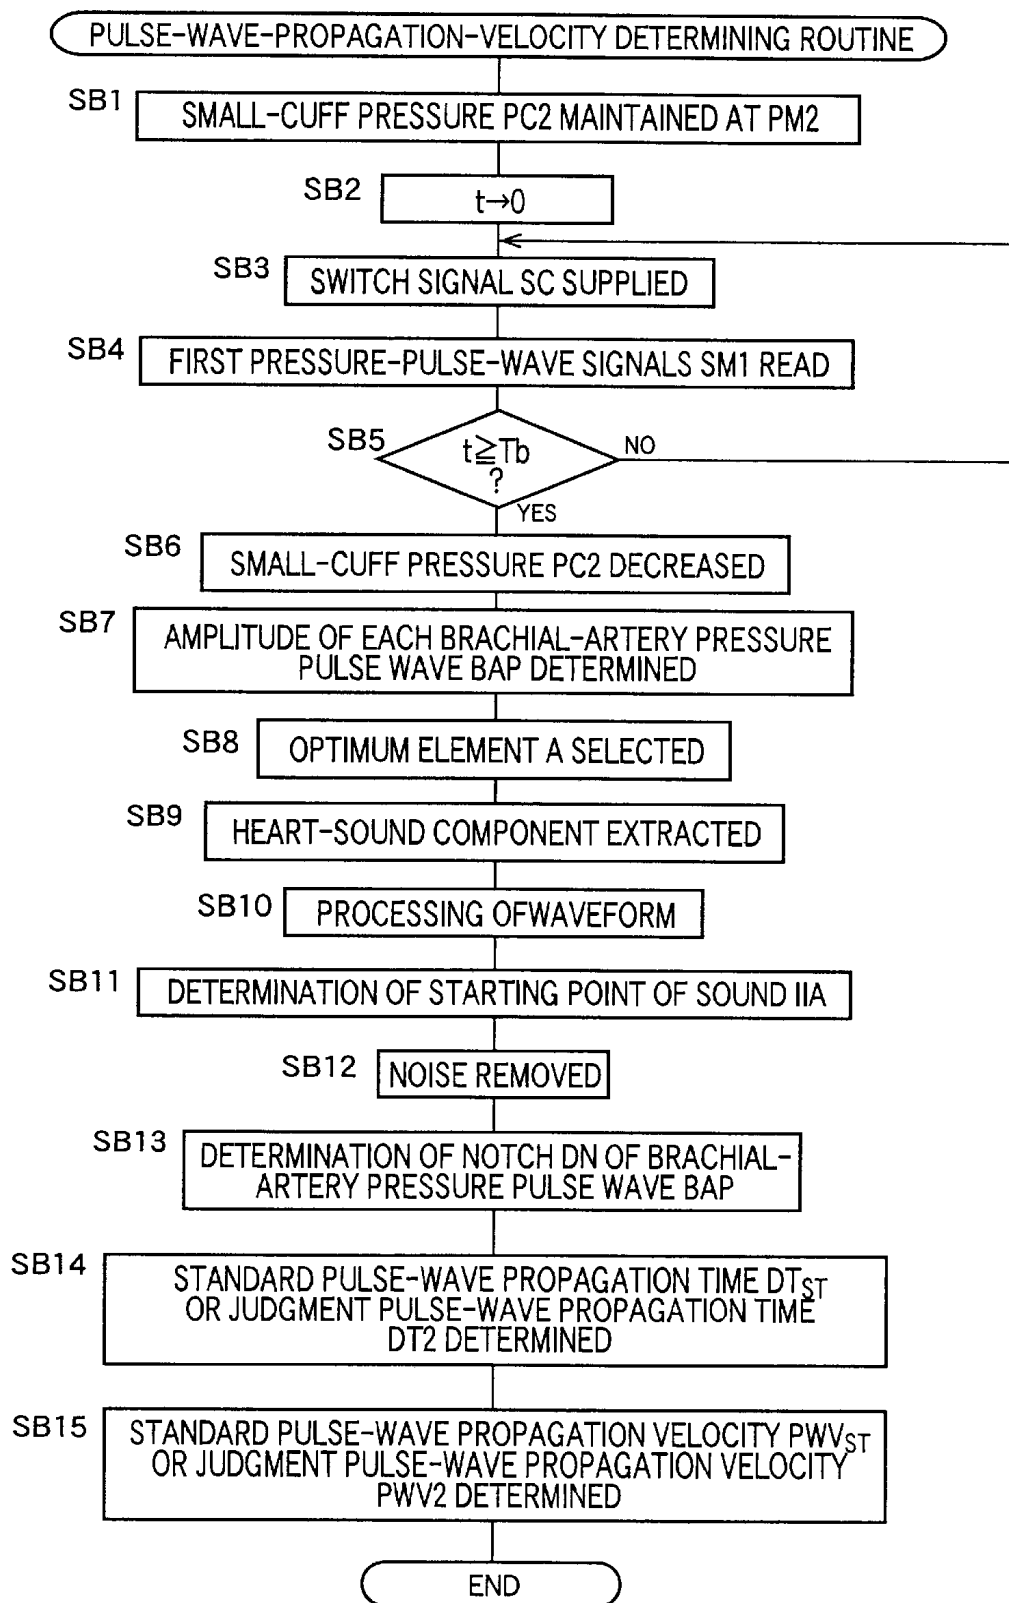 PULSE-WAVE-PROPAGATION-VELOCITY DETERMINING ROUTINE
SB1
SMALL-CUFF PRESSURE PC2 MAINTAINED AT PM2
SB2
t→0
SB3
SWITCH SIGNAL SC SUPPLIED
SB4
FIRST PRESSURE-PULSE-WAVE SIGNALS SM1 READ
SB5
t≧Tb
?
NO
YES
SB6
SMALL-CUFF PRESSURE PC2 DECREASED
SB7
AMPLITUDE OF EACH BRACHIAL-ARTERY PRESSURE
PULSE WAVE BAP DETERMINED
SB8
OPTIMUM ELEMENT A SELECTED
SB9
HEART-SOUND COMPONENT EXTRACTED
SB10
PROCESSING OFWAVEFORM
SB11
DETERMINATION OF STARTING POINT OF SOUND IIA
SB12
NOISE REMOVED
SB13
DETERMINATION OF NOTCH DN OF BRACHIAL-
ARTERY PRESSURE PULSE WAVE BAP
SB14
STANDARD PULSE-WAVE PROPAGATION TIME DTST
OR JUDGMENT PULSE-WAVE PROPAGATION TIME
DT2 DETERMINED
SB15
STANDARD PULSE-WAVE PROPAGATION VELOCITY PWVST
OR JUDGMENT PULSE-WAVE PROPAGATION VELOCITY
PWV2 DETERMINED
END